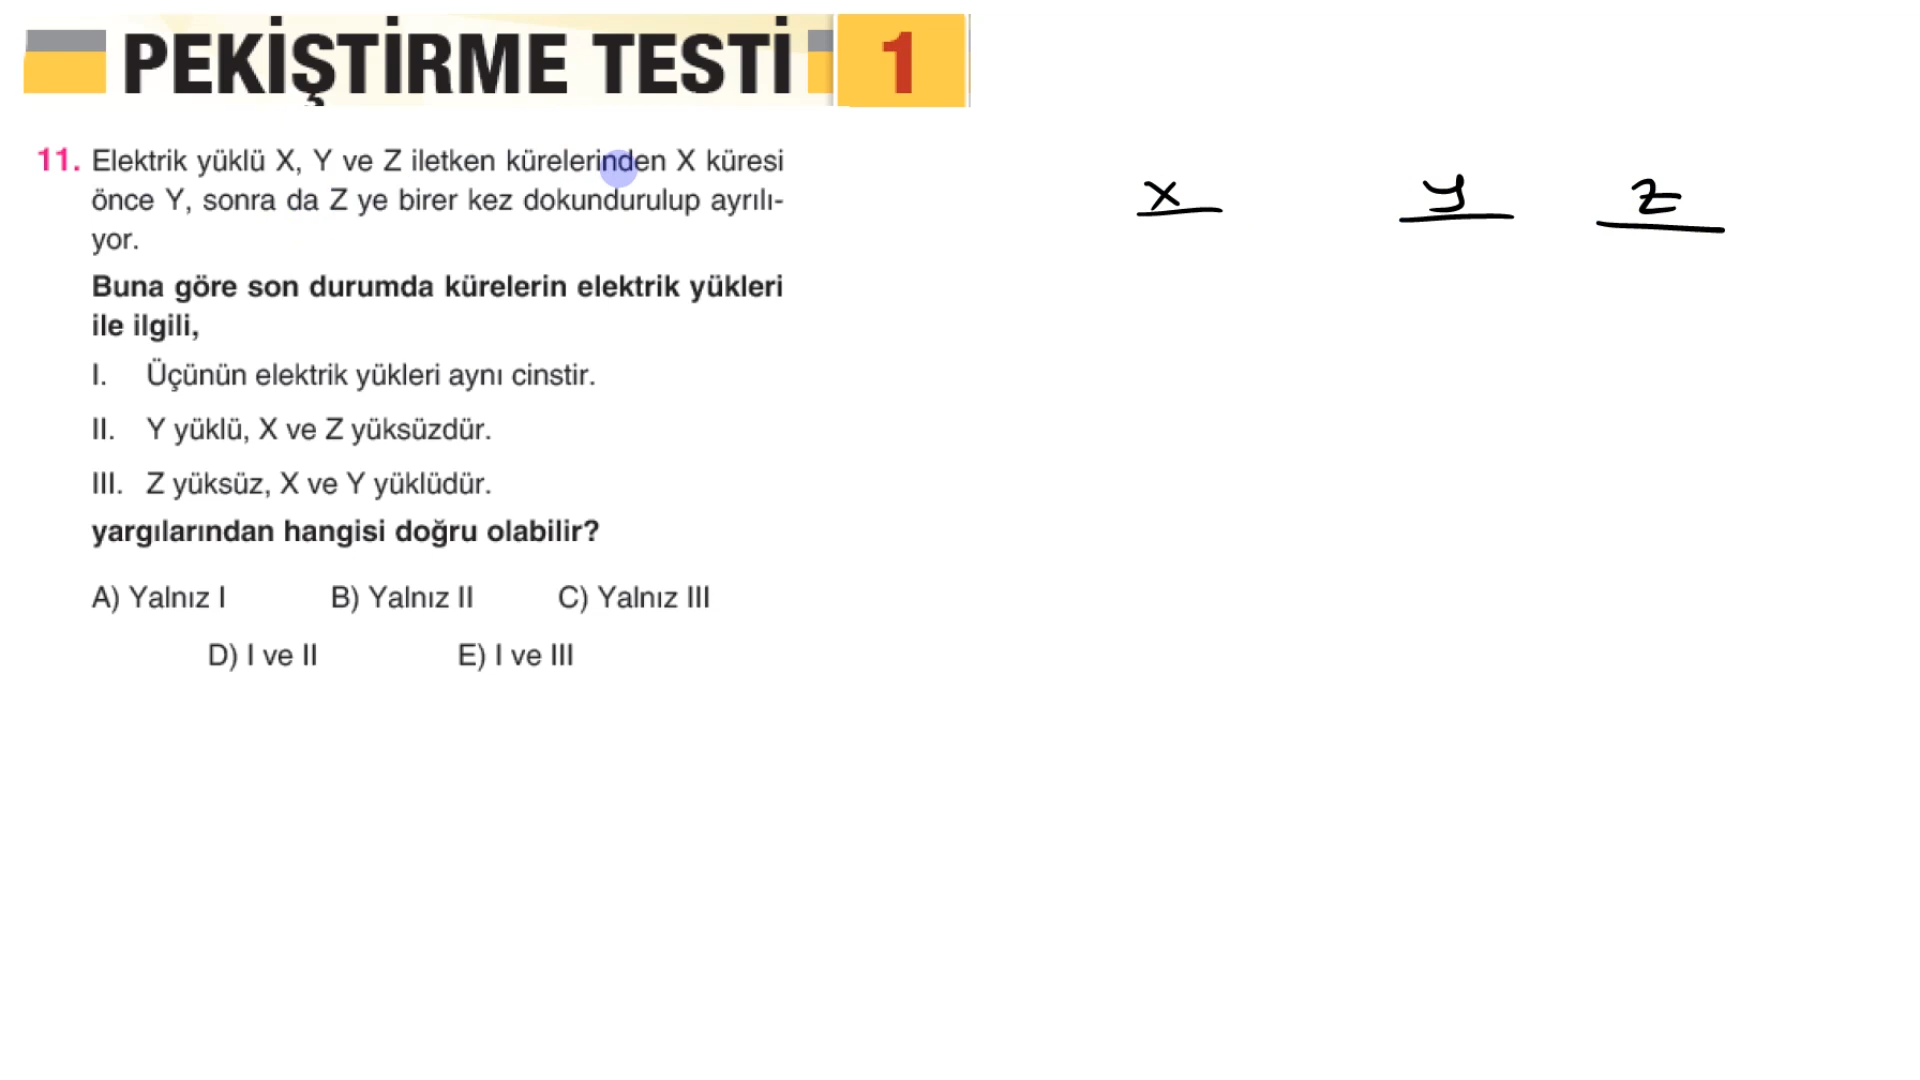 PEKİŞTİRME TESTİ 1
11. Elektrik yüklü X, Y ve Z iletken kürelerinden X küresi
önce Y, sonra da Z ye birer kez dokundurulup ayrılı-
yor.
Buna göre son durumda kürelerin elektrik yükleri
ile ilgili,
I. Üçünün elektrik yükleri aynı cinstir.
II. Y yüklü, X ve Z yüksüzdür.
III. Z yüksüz, X ve Y yüklüdür.
yargılarından hangisi doğru olabilir?
A) Yalnız I B) Yalnız II C) Yalnız III
D) I ve II E) I ve III
X y z